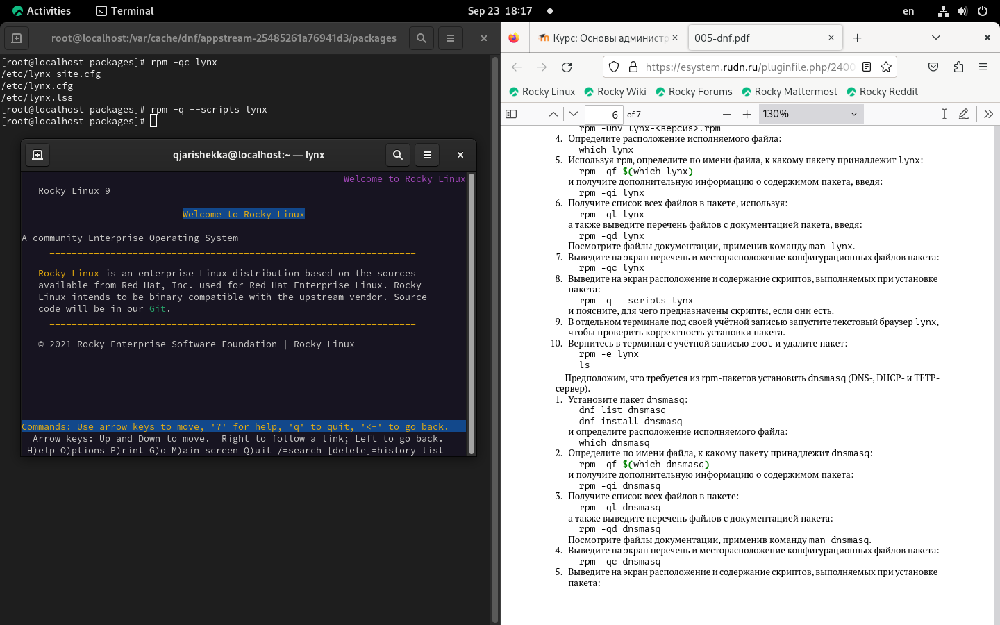 Activities
Terminal
Sep 23 18:17
en
root@localhost:/var/cache/dnf/appstream-25485261a76941d3/packages
[root@localhost packages]# rpm -qc lynx
/etc/lynx-site.cfg
/etc/lynx.cfg
/etc/lynx.lss
[root@localhost packages]# rpm -q --scripts lynx
[root@localhost packages]#
qjarishekka@localhost:~ — lynx
Welcome to Rocky Linux
Rocky Linux 9
Welcome to Rocky Linux
A community Enterprise Operating System
Rocky Linux is an enterprise Linux distribution based on the sources
available from Red Hat, Inc. used for Red Hat Enterprise Linux. Rocky
Linux intends to be binary compatible with the upstream vendor. Source
code will be in our Git.
© 2021 Rocky Enterprise Software Foundation | Rocky Linux
Commands: Use arrow keys to move, '?' for help, 'q' to quit, '<-' to go back.
Arrow keys: Up and Down to move. Right to follow a link; Left to go back.
H)elp O)ptions P)rint G)o M)ain screen Q)uit /=search [delete]=history list
Курс: Основы администр
005-dnf.pdf
https://esystem.rudn.ru/pluginfile.php/2400
Rocky Linux
Rocky Wiki
Rocky Forums
Rocky Mattermost
Rocky Reddit
6 of 7
130%
rpm -Uhv lynx-<версия>.rpm
4. Определите расположение исполняемого файла:
which lynx
5. Используя rpm, определите по имени файла, к какому пакету принадлежит lynx:
rpm -qf $(which lynx)
и получите дополнительную информацию о содержимом пакета, введя:
rpm -qi lynx
6. Получите список всех файлов в пакете, используя:
rpm -ql lynx
а также выведите перечень файлов с документацией пакета, введя:
rpm -qd lynx
Посмотрите файлы документации, применив команду man lynx.
7. Выведите на экран перечень и месторасположение конфигурационных файлов пакета:
rpm -qc lynx
8. Выведите на экран расположение и содержание скриптов, выполняемых при установке
пакета:
rpm -q --scripts lynx
и поясните, для чего предназначены скрипты, если они есть.
9. В отдельном терминале под своей учётной записью запустите текстовый браузер lynx,
чтобы проверить корректность установки пакета.
10. Вернитесь в терминал с учётной записью root и удалите пакет:
rpm -e lynx
ls
Предположим, что требуется из rpm-пакетов установить dnsmasq (DNS-, DHCP- и TFTP-
сервер).
1. Установите пакет dnsmasq:
dnf list dnsmasq
dnf install dnsmasq
и определите расположение исполняемого файла:
which dnsmasq
2. Определите по имени файла, к какому пакету принадлежит dnsmasq:
rpm -qf $(which dnsmasq)
и получите дополнительную информацию о содержимом пакета:
rpm -qi dnsmasq
3. Получите список всех файлов в пакете:
rpm -ql dnsmasq
а также выведите перечень файлов с документацией пакета:
rpm -qd dnsmasq
Посмотрите файлы документации, применив команду man dnsmasq.
4. Выведите на экран перечень и месторасположение конфигурационных файлов пакета:
rpm -qc dnsmasq
5. Выведите на экран расположение и содержание скриптов, выполняемых при установке
пакета: